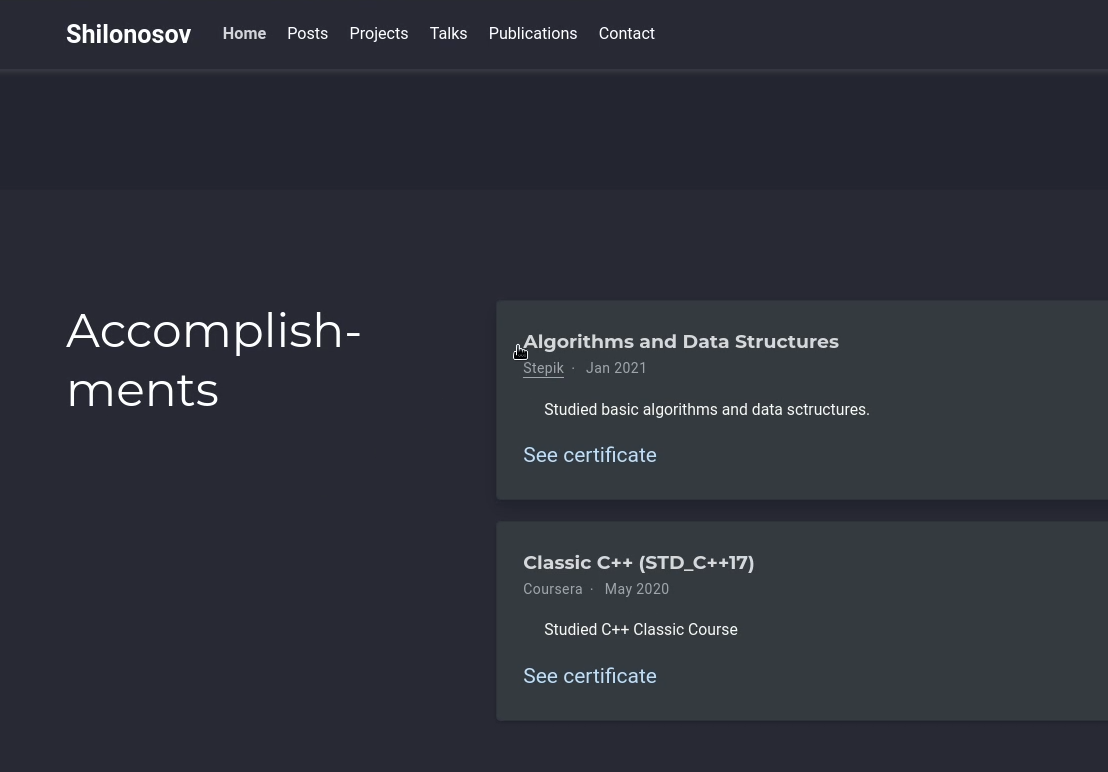 Shilonosov Home Posts Projects Talks Publications Contact
Accomplish-
ments
Algorithms and Data Structures
Stepik · Jan 2021
Studied basic algorithms and data sctructures.
See certificate
Classic C++ (STD_C++17)
Coursera · May 2020
Studied C++ Classic Course
See certificate